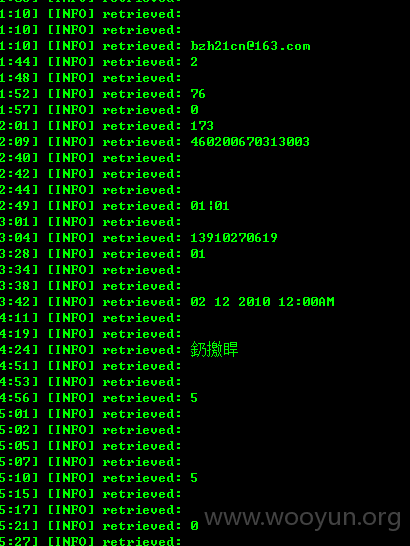 1:10] [INFO] retrieved:
1:10] [INFO] retrieved:
1:10] [INFO] retrieved: bzh21cn@163.com
1:44] [INFO] retrieved: 2
1:48] [INFO] retrieved:
1:52] [INFO] retrieved: 76
1:57] [INFO] retrieved: 0
2:01] [INFO] retrieved: 173
2:09] [INFO] retrieved: 460200670313003
2:40] [INFO] retrieved:
2:42] [INFO] retrieved:
2:44] [INFO] retrieved:
2:49] [INFO] retrieved: 01¦01
3:01] [INFO] retrieved:
3:04] [INFO] retrieved: 13910270619
3:28] [INFO] retrieved: 01
3:34] [INFO] retrieved:
3:38] [INFO] retrieved:
3:42] [INFO] retrieved: 02 12 2010 12:00AM
4:11] [INFO] retrieved:
4:19] [INFO] retrieved:
4:24] [INFO] retrieved:
4:51] [INFO] retrieved:
4:53] [INFO] retrieved:
4:56] [INFO] retrieved: 5
5:01] [INFO] retrieved:
5:02] [INFO] retrieved:
5:05] [INFO] retrieved:
5:07] [INFO] retrieved:
5:10] [INFO] retrieved: 5
5:15] [INFO] retrieved:
5:17] [INFO] retrieved:
5:21] [INFO] retrieved: 0
5:27] [INFO] retrieved:
www.wooyun.org